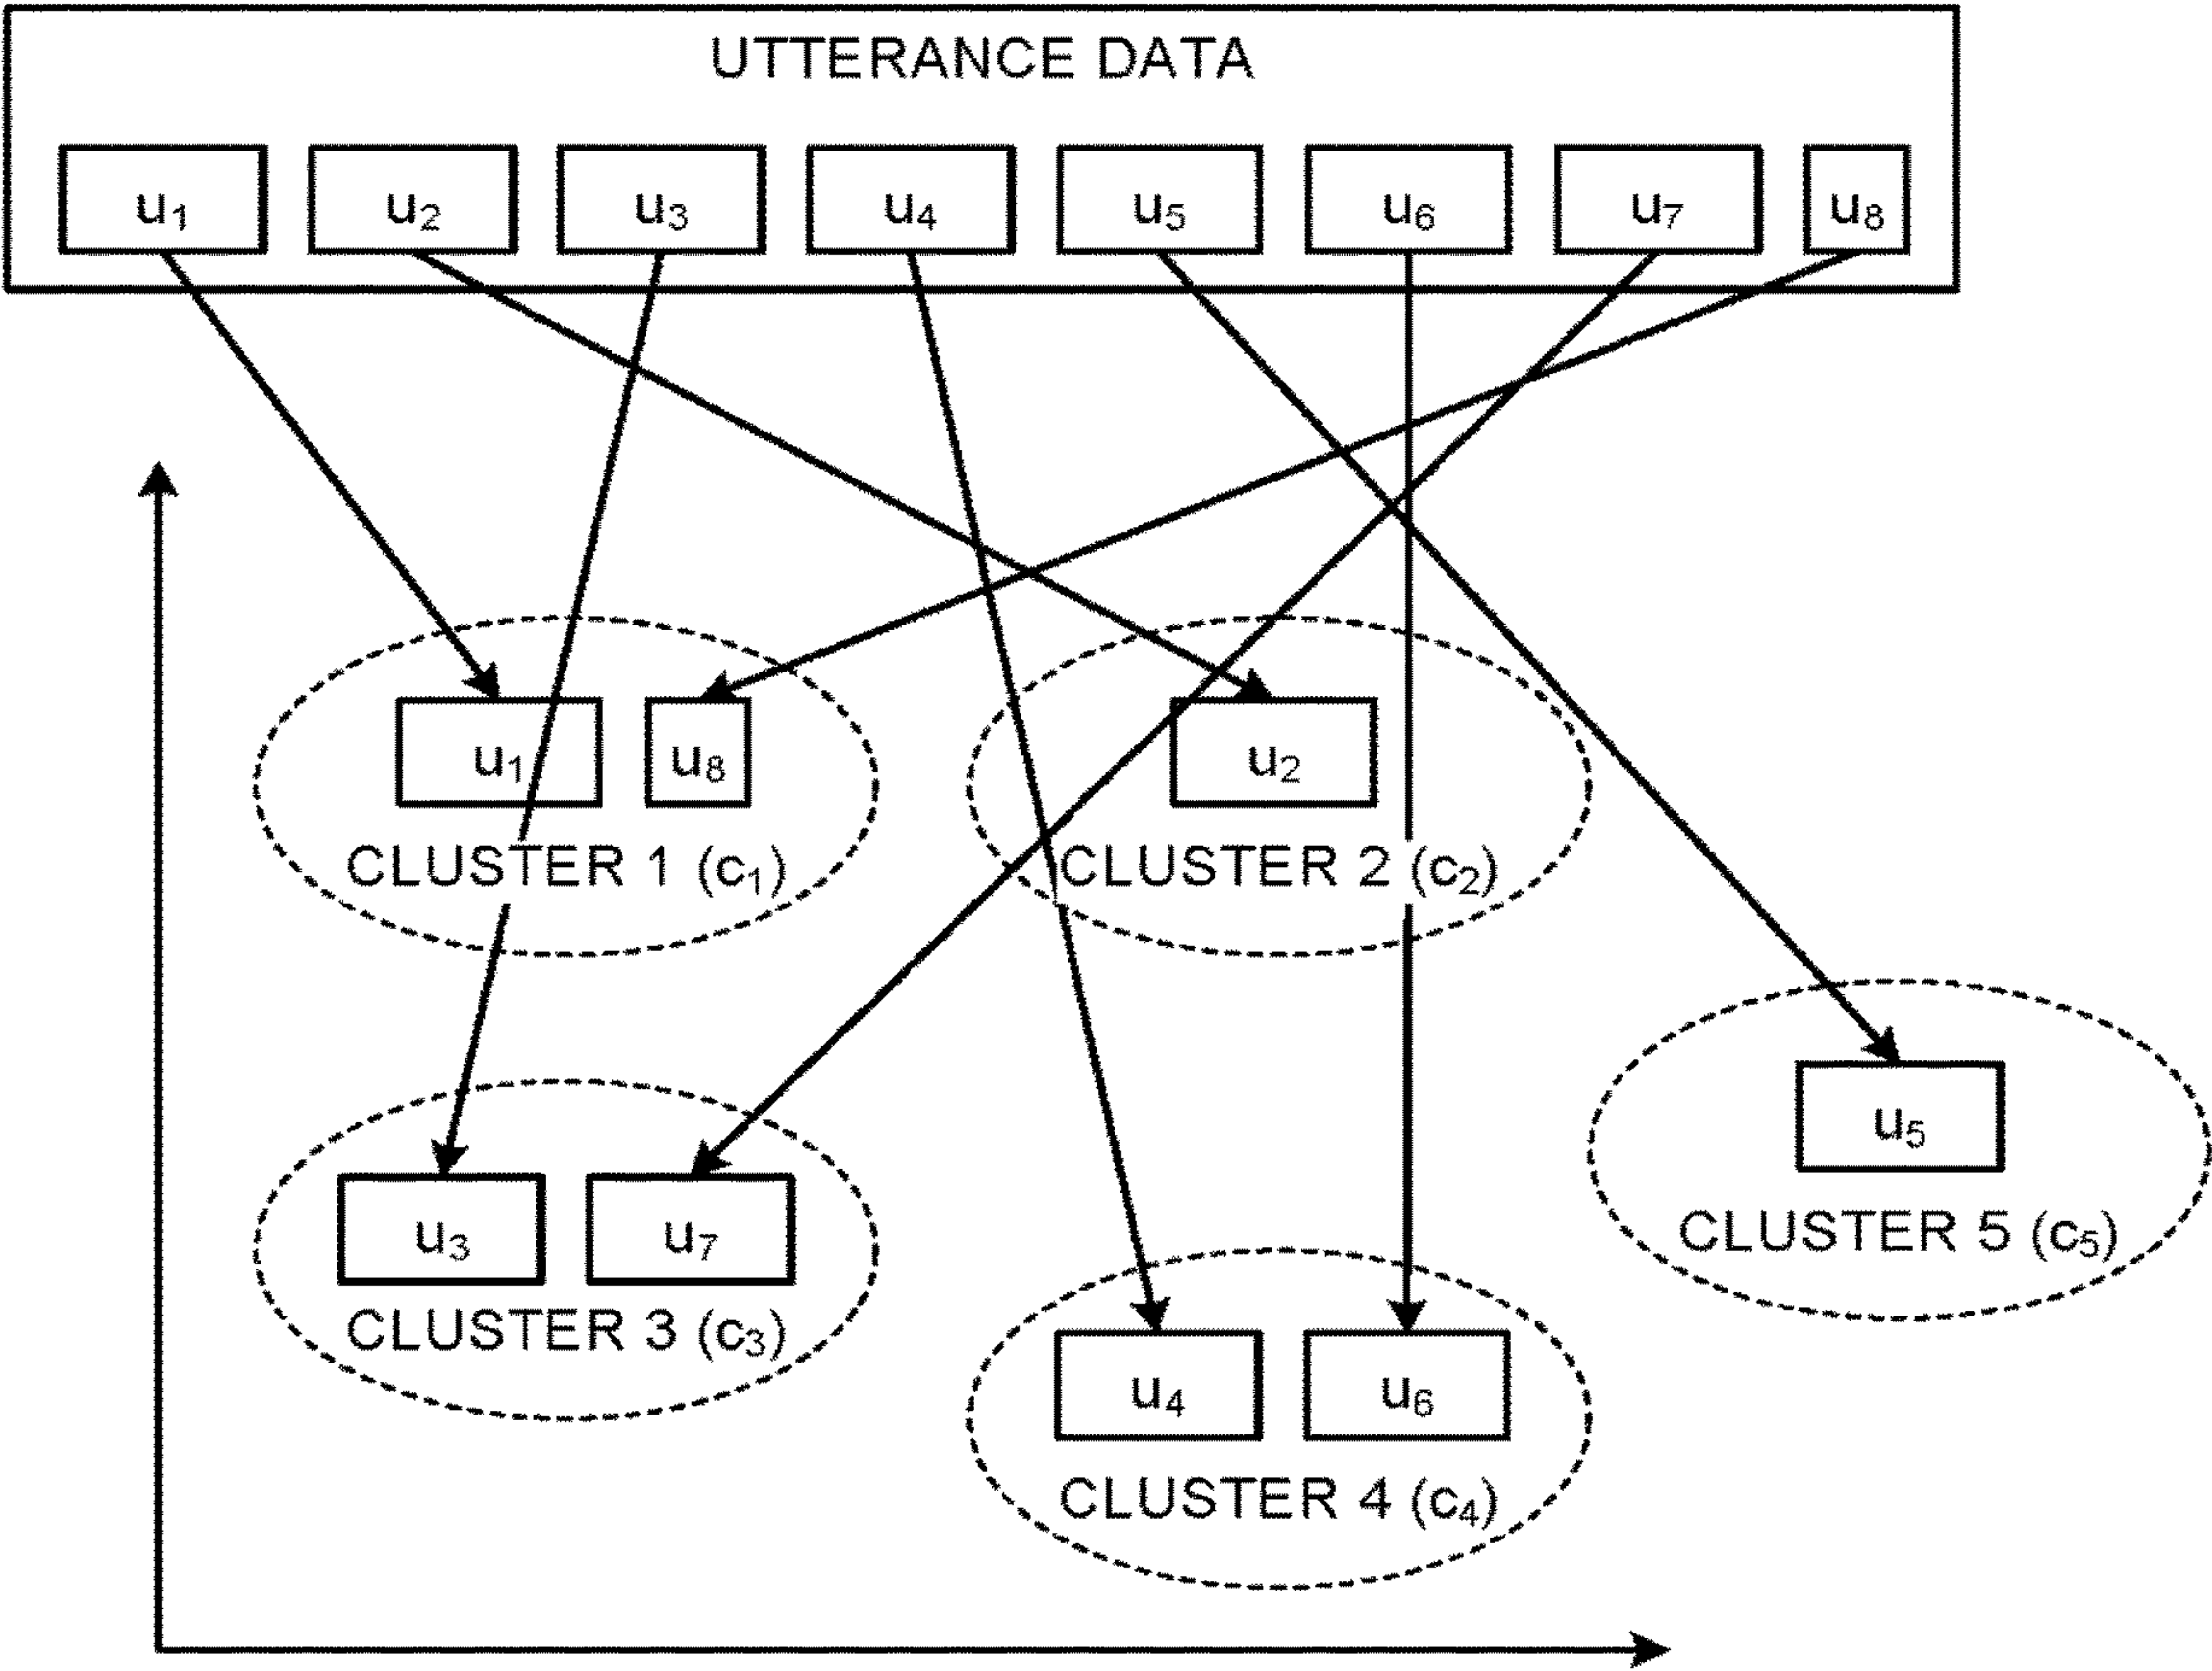 UTTERANCE DATA
u₁ u₂ u₃ u₄ u₅ u₆ u₇ u₈
u₁ u₈ u₂
CLUSTER 1 (c₁) CLUSTER 2 (c₂)
u₅
CLUSTER 5 (c₅)
u₃ u₇
CLUSTER 3 (c₃)
u₄ u₆
CLUSTER 4 (c₄)